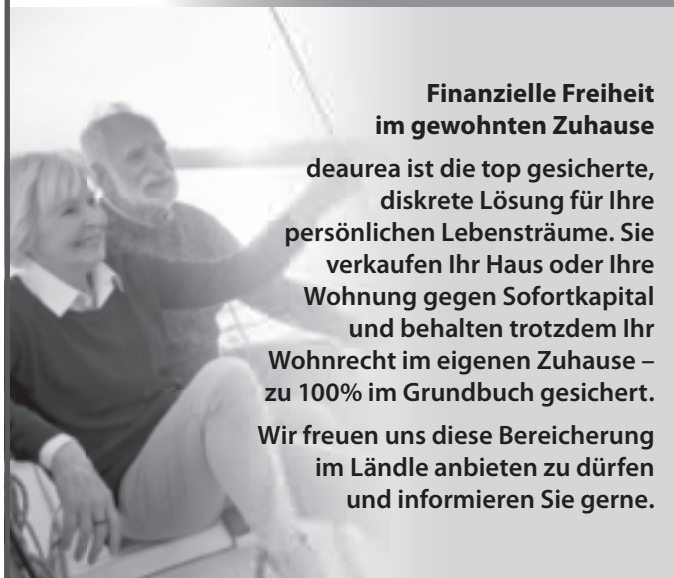 Finanzielle Freiheit
im gewohnten Zuhause
deaurea ist die top gesicherte,
diskrete Lösung für Ihre
persönlichen Lebensträume. Sie
verkaufen Ihr Haus oder Ihre
Wohnung gegen Sofortkapital
und behalten trotzdem Ihr
Wohnrecht im eigenen Zuhause –
zu 100% im Grundbuch gesichert.
Wir freuen uns diese Bereicherung
im Ländle anbieten zu dürfen
und informieren Sie gerne.